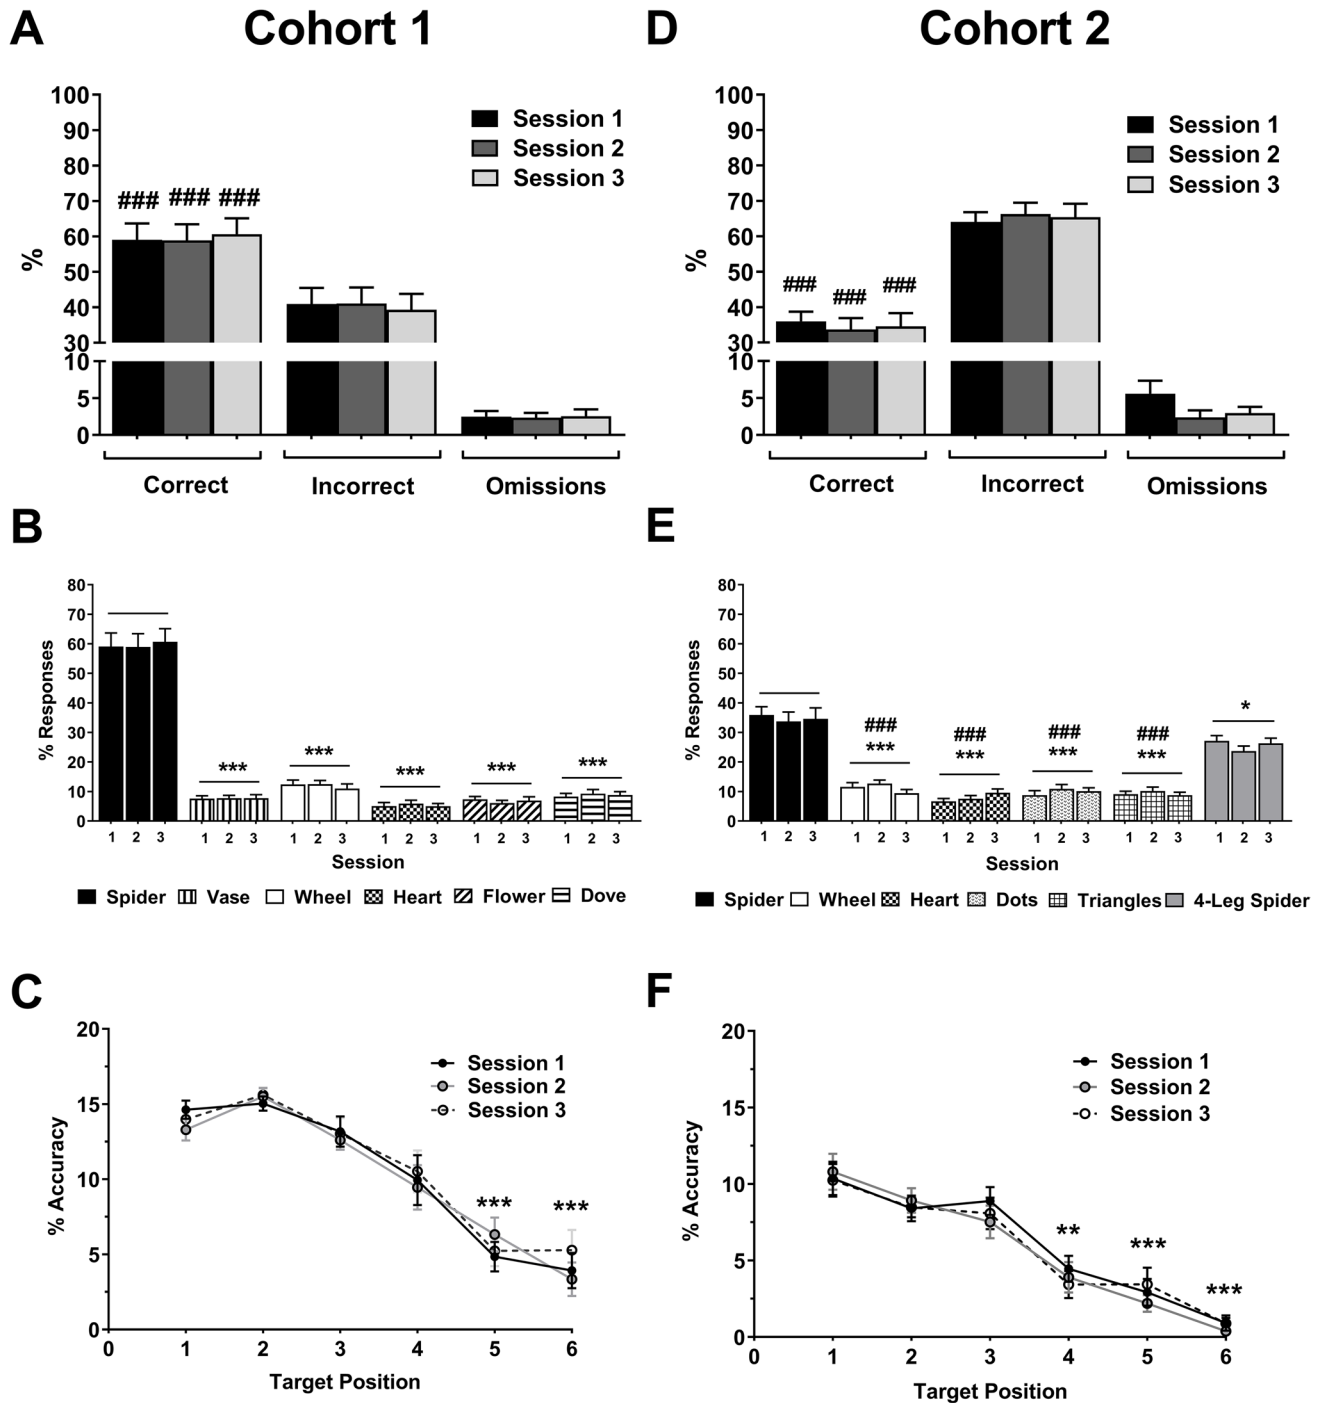 A Cohort 1
100
90
80
70
60
50
40
30
10
5
0
%
Session 1
Session 2
Session 3
### ### ###
Correct Incorrect Omissions
D Cohort 2
100
90
80
70
60
50
40
30
10
5
0
%
Session 1
Session 2
Session 3
### ### ###
Correct Incorrect Omissions
B
80
70
60
50
40
30
20
10
0
% Responses
*** *** *** *** ***
1 2 3 1 2 3 1 2 3 1 2 3 1 2 3 1 2 3
Session
Spider Vase Wheel Heart Flower Dove
E
80
70
60
50
40
30
20
10
0
% Responses
### ### ### ### *
*** *** *** ***
1 2 3 1 2 3 1 2 3 1 2 3 1 2 3 1 2 3
Session
Spider Wheel Heart Dots Triangles 4-Leg Spider
C
20
15
10
5
0
% Accuracy
Session 1
Session 2
Session 3
*** ***
0 1 2 3 4 5 6
Target Position
F
20
15
10
5
0
% Accuracy
Session 1
Session 2
Session 3
** *** ***
0 1 2 3 4 5 6
Target Position